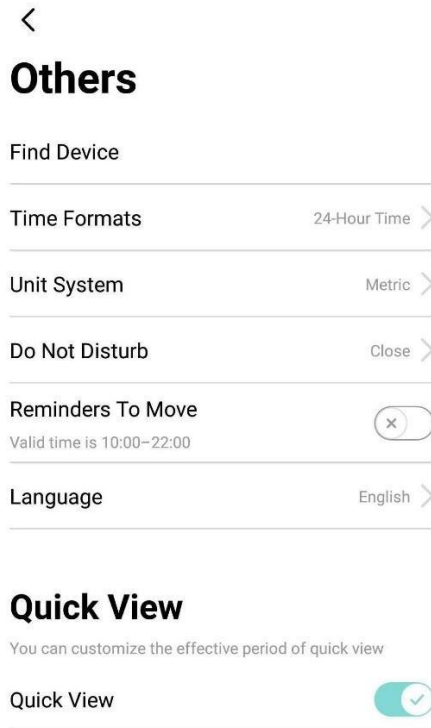 Others
Find Device
Time Formats 24-Hour Time
Unit System Metric
Do Not Disturb Close
Reminders To Move
Valid time is 10:00–22:00
Language English
Quick View
You can customize the effective period of quick view
Quick View